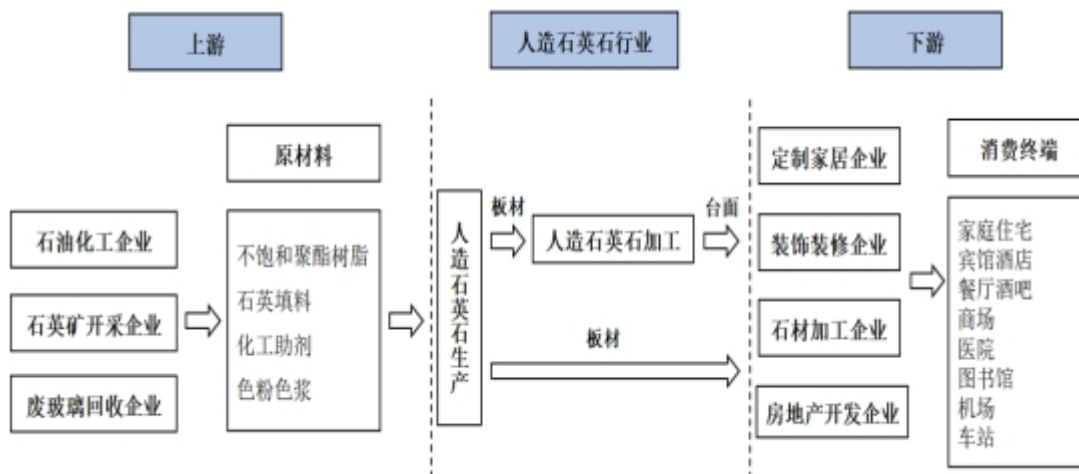 上游
人造石英石行业
下游
原材料
石油化工企业
石英矿开采企业
废玻璃回收企业
不饱和聚酯树脂
石英填料
化工助剂
色粉色浆
人造石英石生产
板材
人造石英石加工
台面
板材
定制家居企业
装饰装修企业
石材加工企业
房地产开发企业
消费终端
家庭住宅
宾馆酒店
餐厅酒吧
商场
医院
图书馆
机场
车站